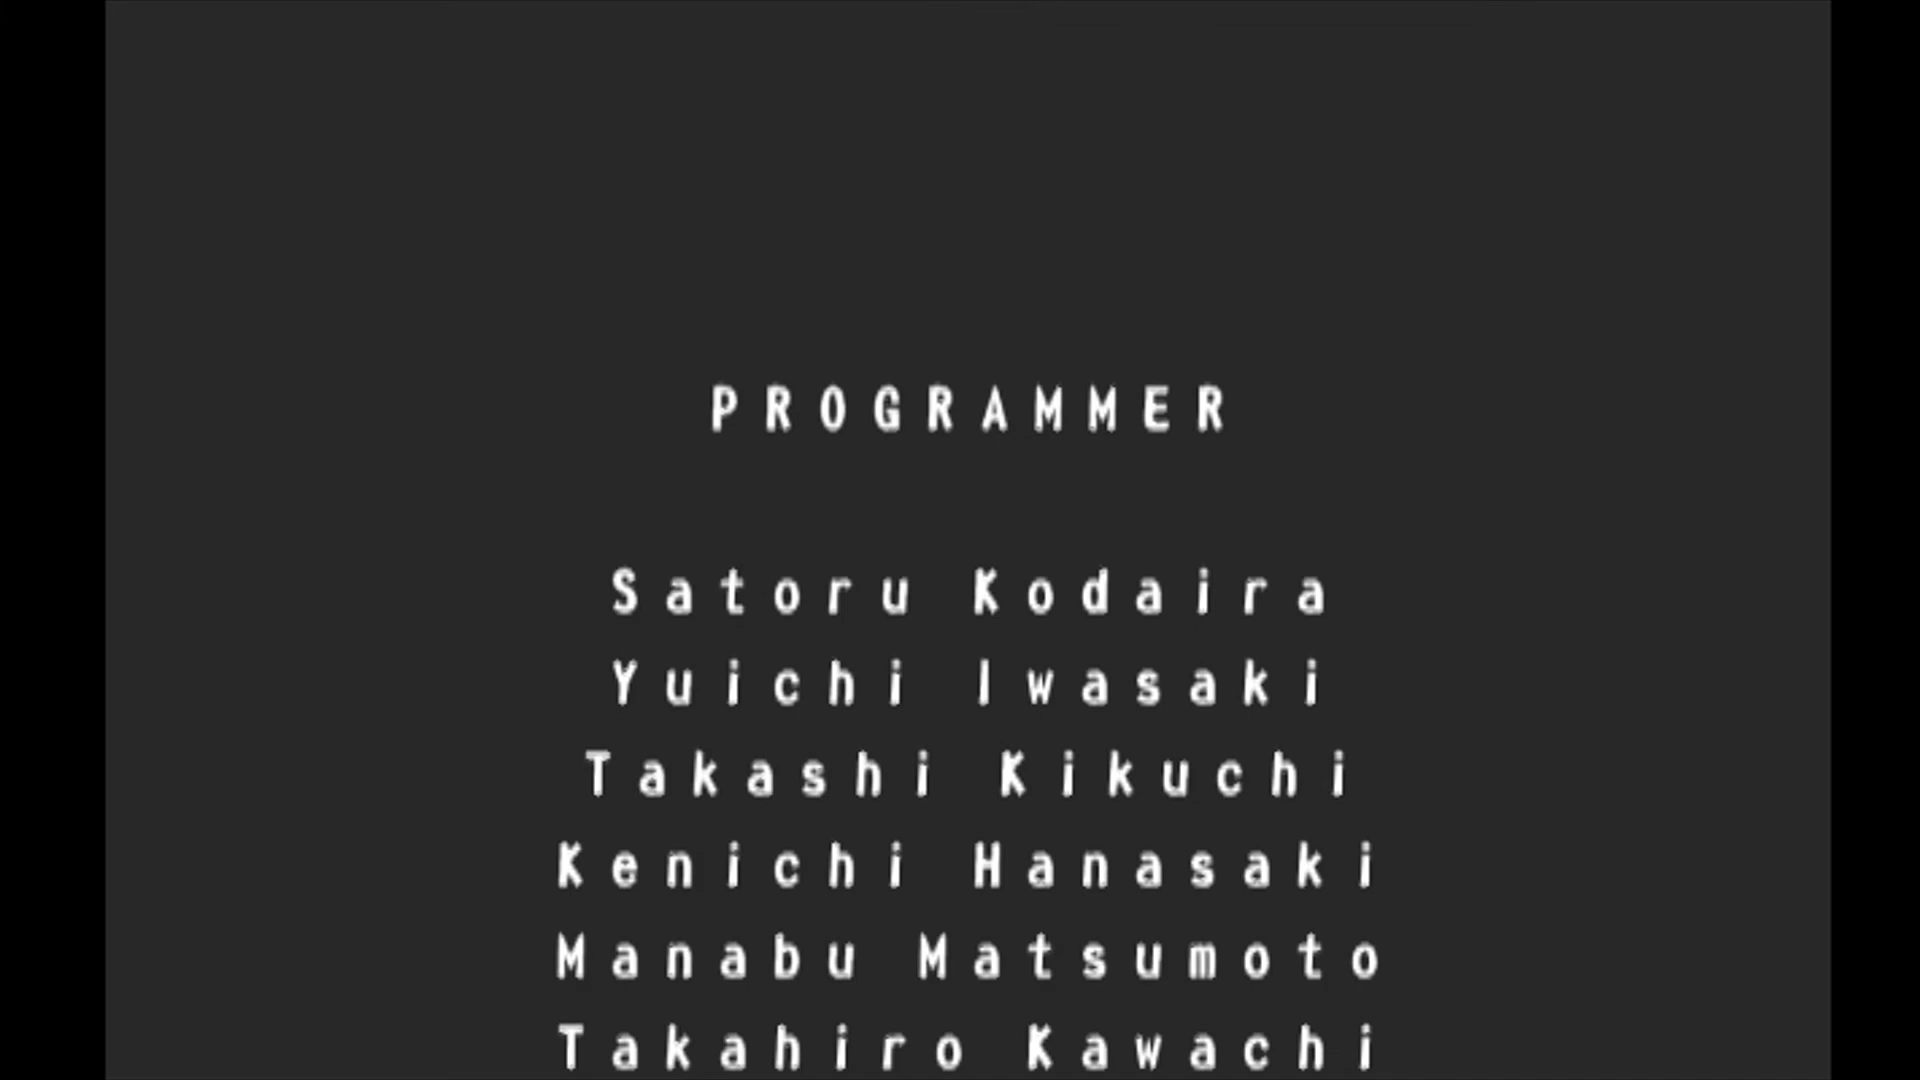 PROGRAMMER
Satoru Kodaira
Yuichi Iwasaki
Takashi Kikuchi
Kenichi Hanasaki
Manabu Matsumoto
Takahiro Kawachi